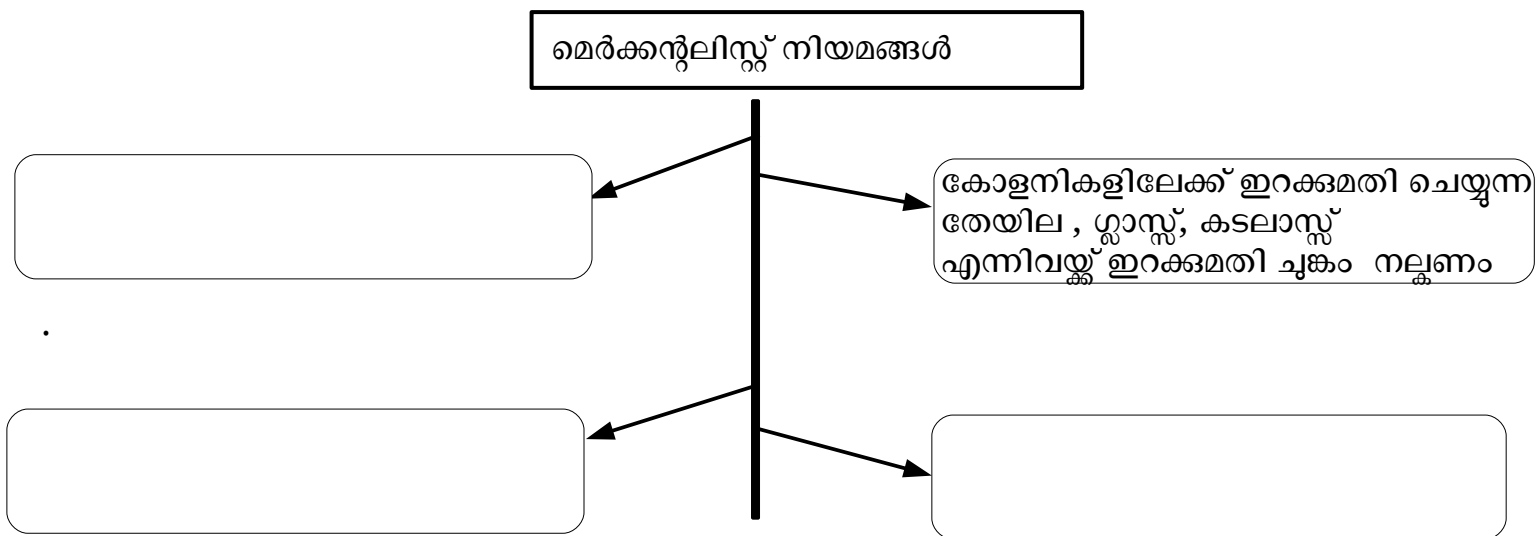 മെർക്കന്റലിസ്റ്റ് നിയമങ്ങൾ
കോളനികളിലേക്ക് ഇറക്കുമതി ചെയ്യുന്ന
തേയില , ഗ്ലാസ്സ്, കടലാസ്സ്
എന്നിവയ്ക്ക് ഇറക്കുമതി ചുങ്കം നല്കണം
.